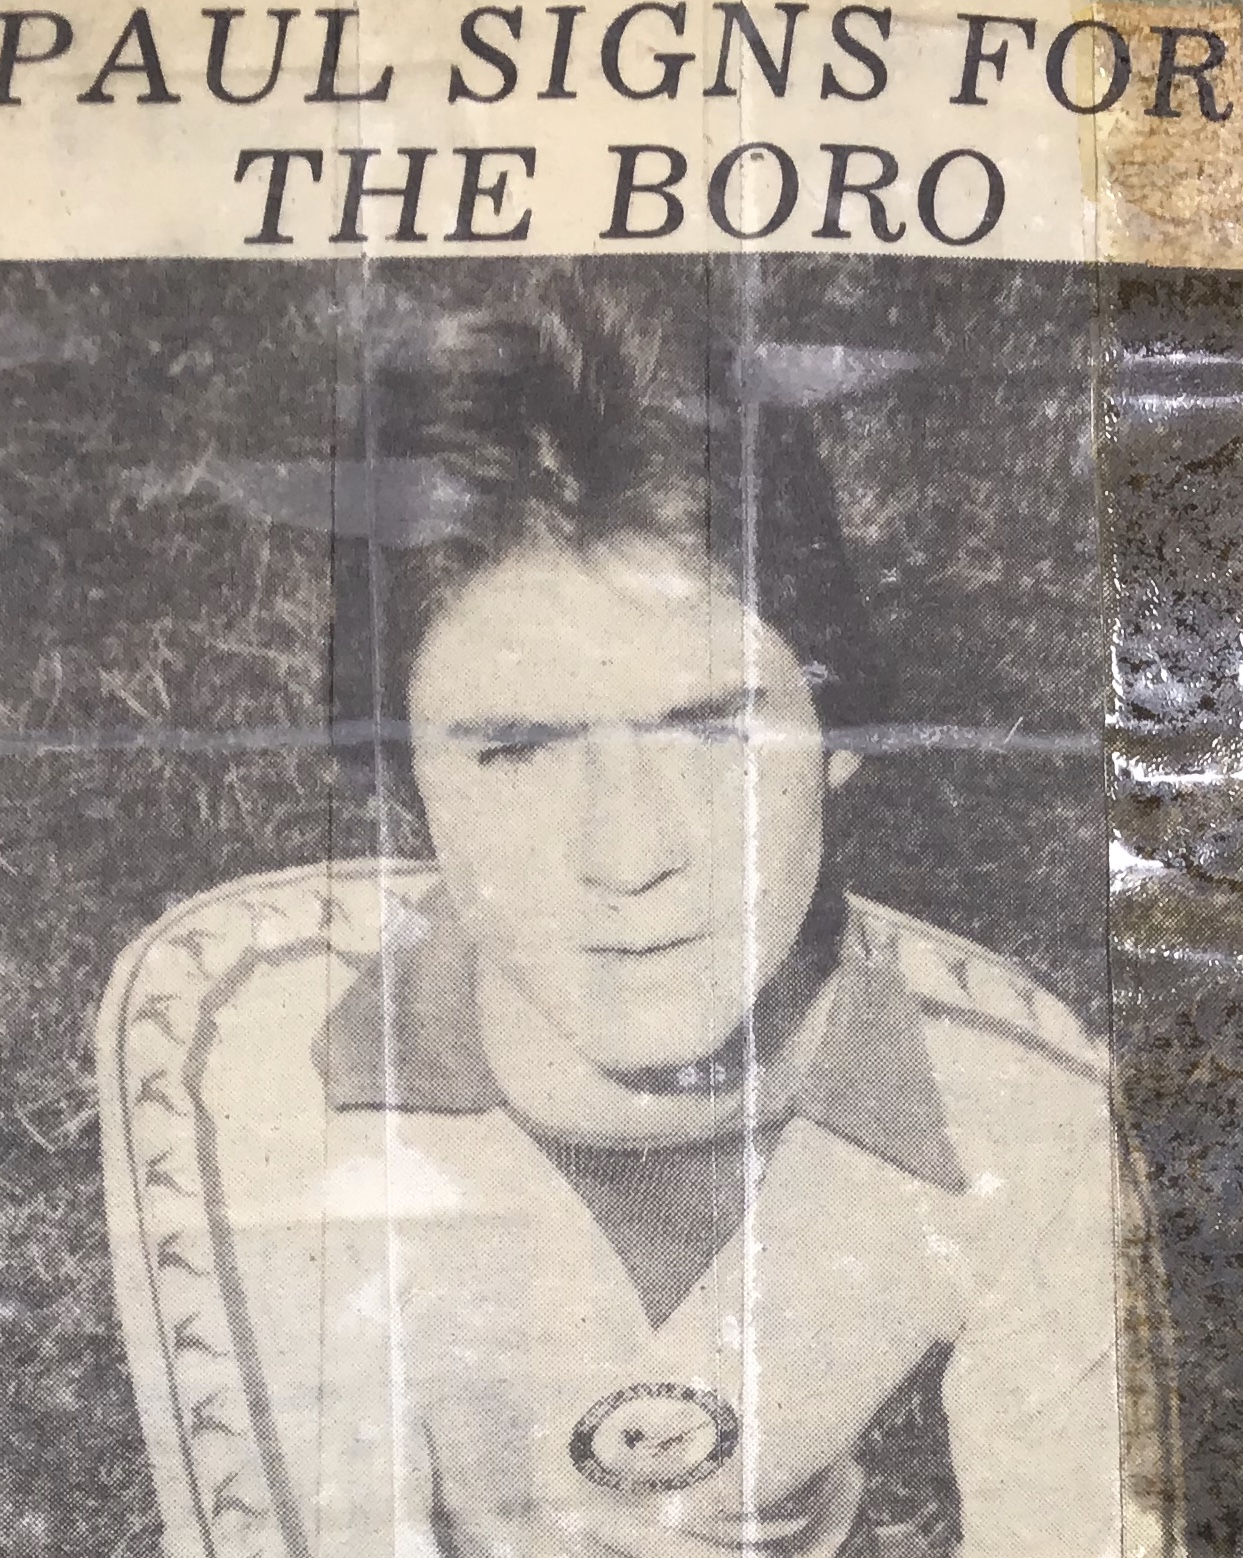 PAUL SIGNS FOR
THE BORO